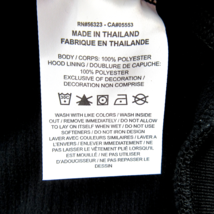 RN#56323 - CA#05553
MADE IN THAILAND
FABRIQUE EN THAILANDE
BODY / CORPS: 100% POLYESTER
HOOD LINING / DOUBLURE DE CAPUCHE:
100% POLYESTER
EXCLUSIVE OF DECORATION /
DECORATION NON COMPRISE
WASH WITH LIKE COLORS / WASH INSIDE
OUT / REMOVE IMMEDIATELY / DO NOT ALLOW
TO LAY ON ITSELF WHEN WET / DO NOT USE
SOFTENERS / DO NOT IRON DESIGN
LAVER AVEC COULEURS SIMILAIRES / LAVER A
L'ENVERS / ENLEVER IMMEDIATEMENT / NE
PAS LAISSER LE VÊTEMENT PLIÉ LORSQU'IL
EST MOUILLÉ / NE PAS UTILISER
D'ADOUCISSEUR / NE PAS REPASSER LE
DESSIN